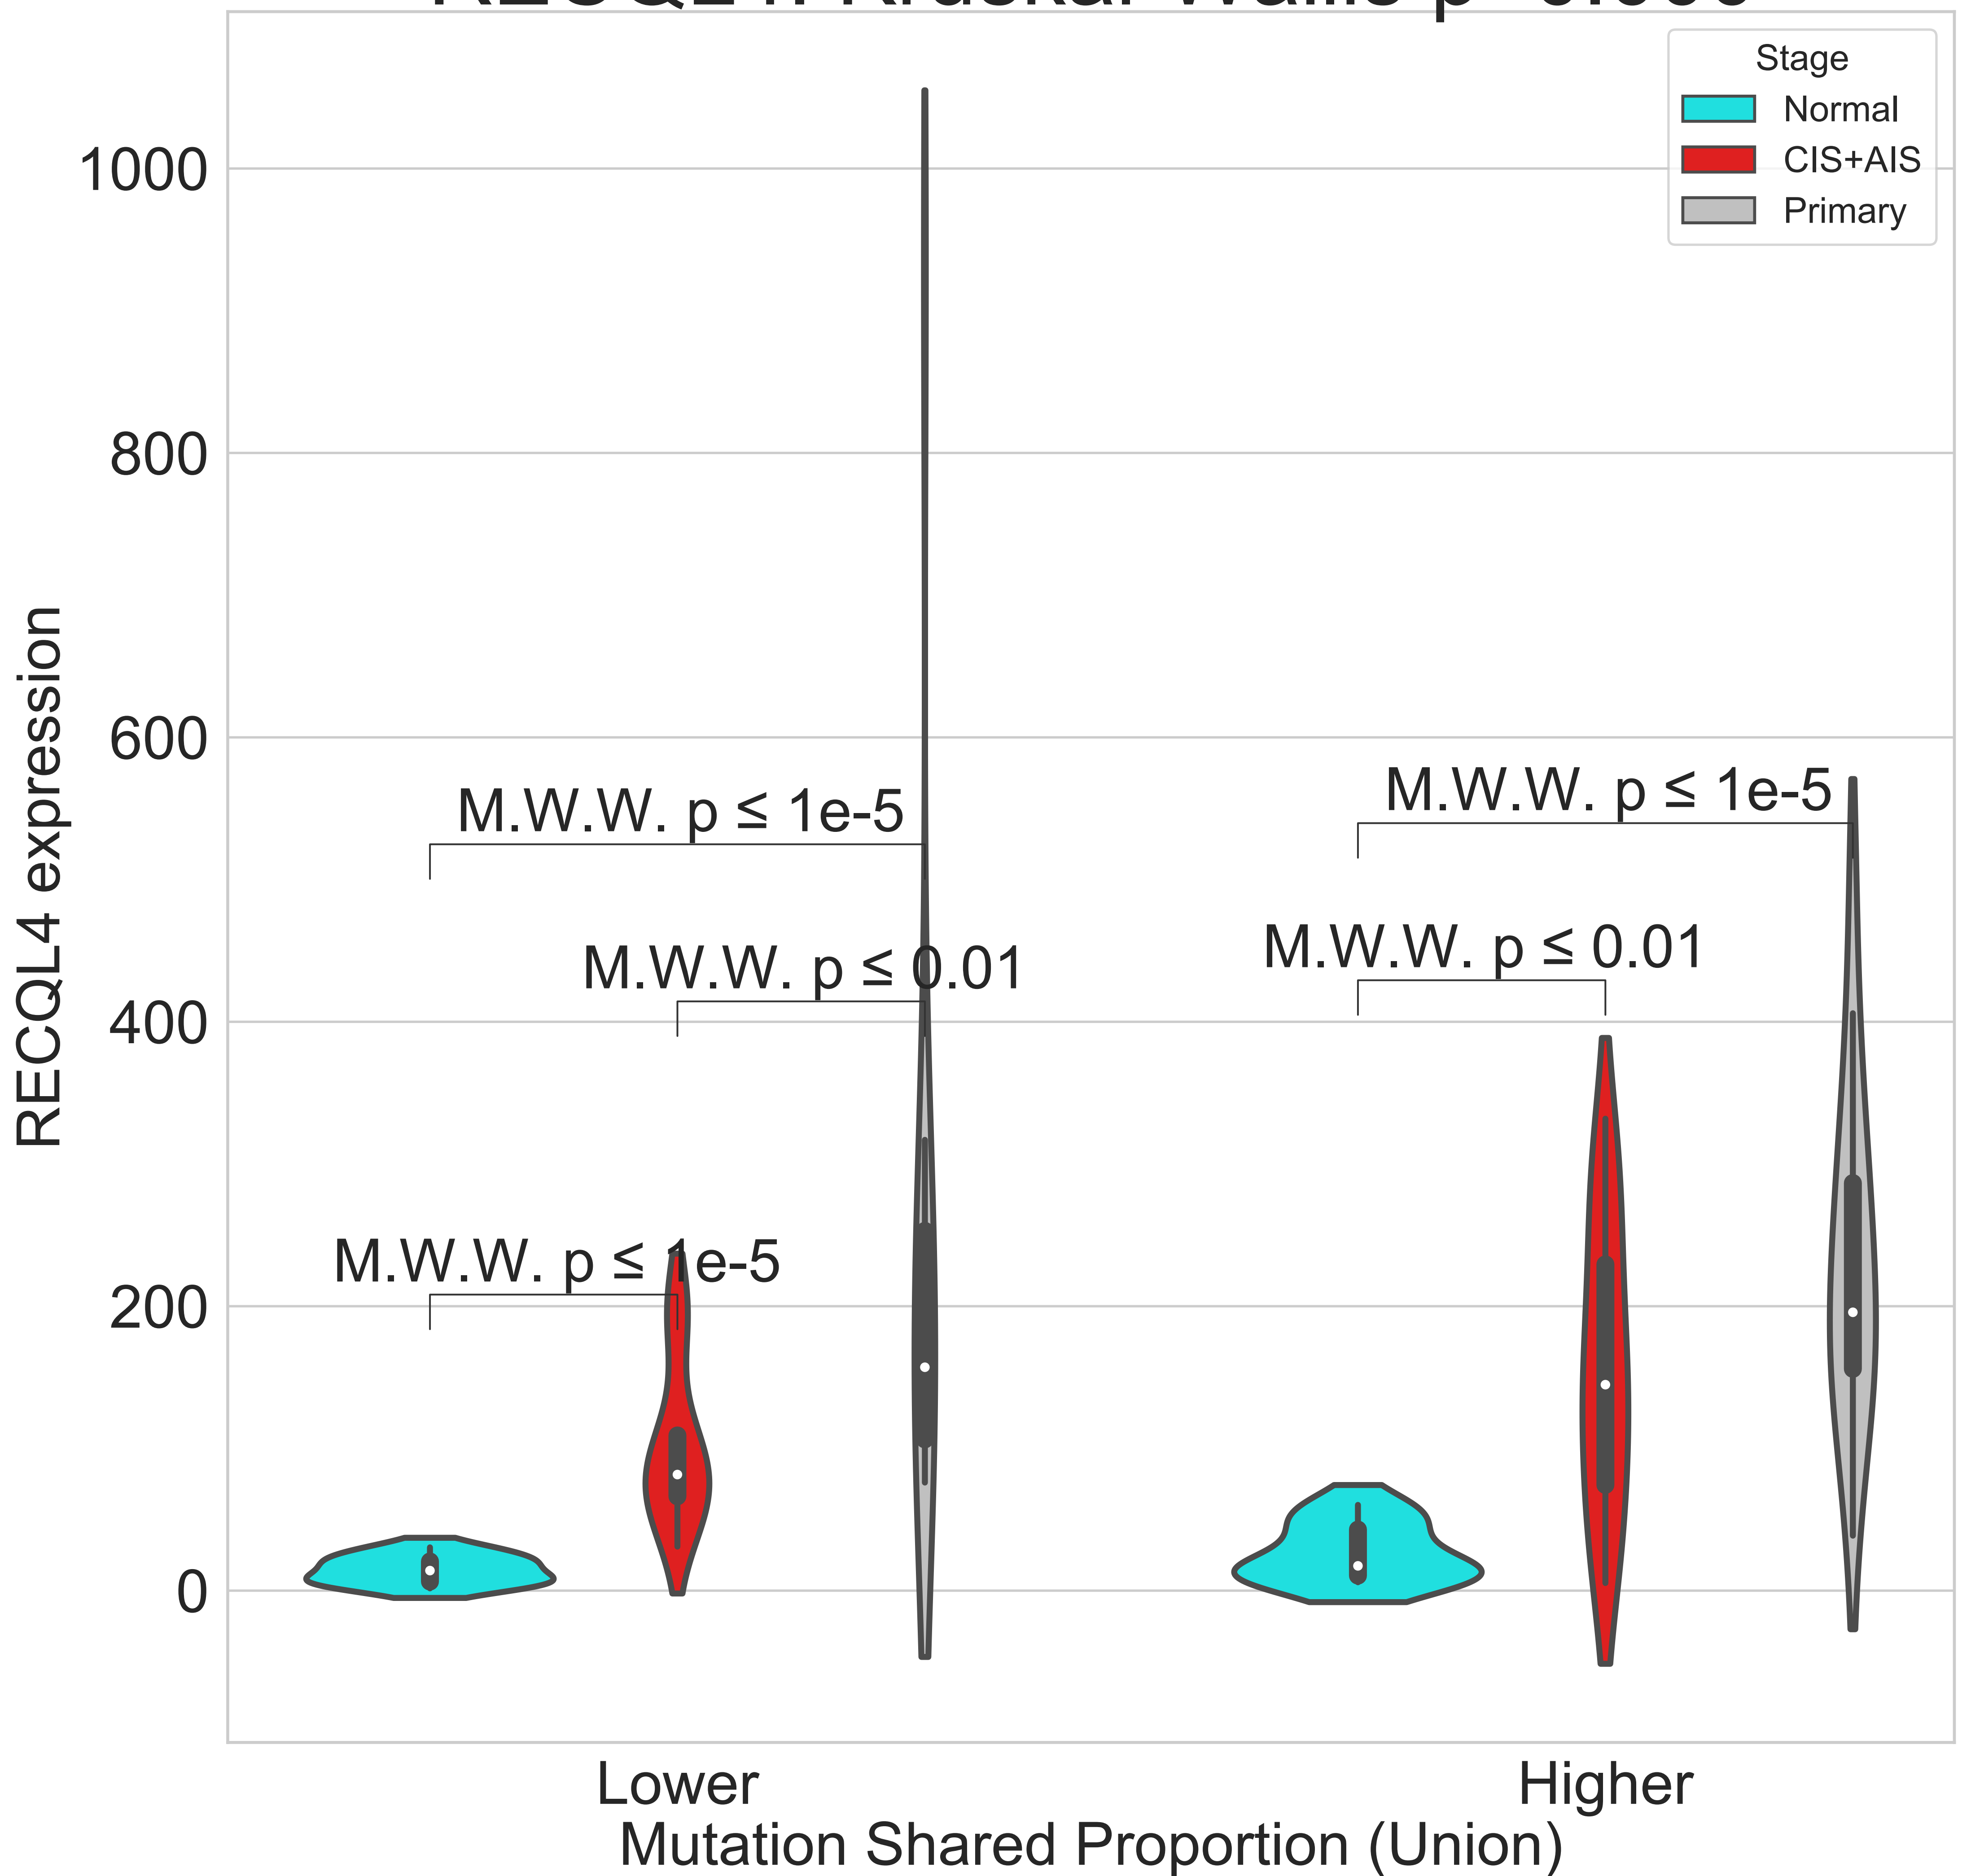 Stage
Normal
CIS+AIS
Primary
1000
800
600
400
200
0
RECQL4 expression
M.W.W. p ≤ 1e-5
M.W.W. p ≤ 1e-5
M.W.W. p ≤ 0.01
M.W.W. p ≤ 0.01
M.W.W. p ≤ 1e-5
Lower
Higher
Mutation Shared Proportion (Union)